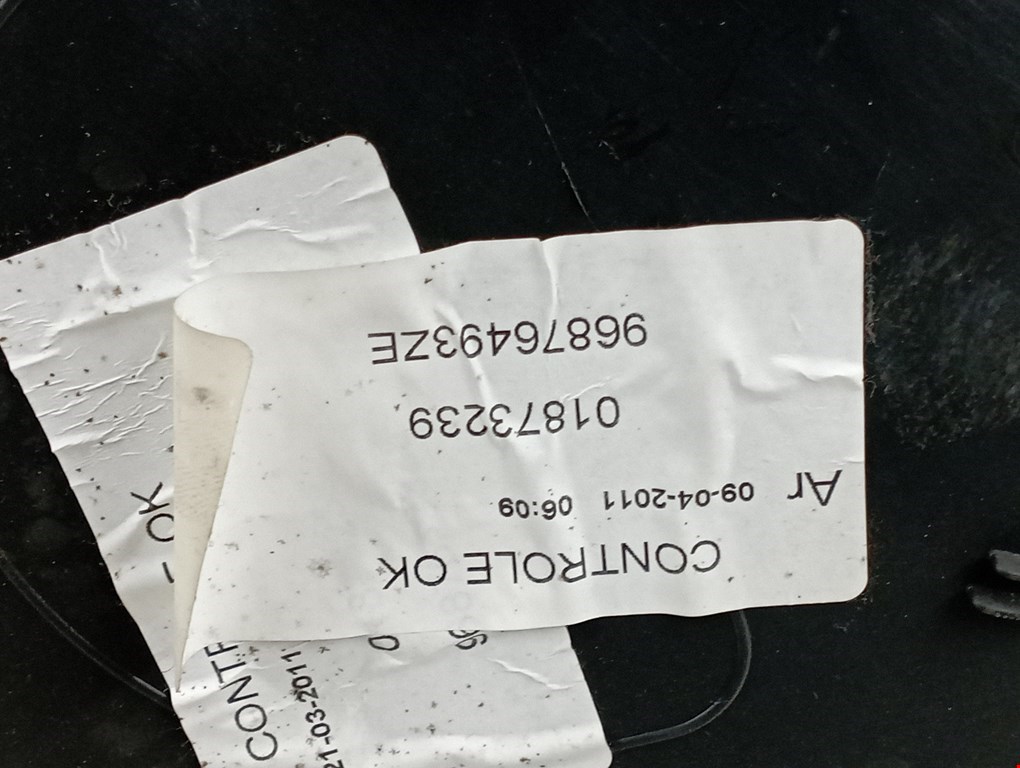 CONTROLE OK
Ar 09-04-2011 06:09
01873239
96876493ZE
- OK
21-03-2011